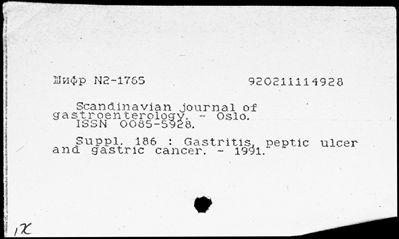 Шифр N2-1765 920211114928
Scandinavian journal of
gastroenterology. - Oslo.
ISSN 0085-5928.
Suppl. 186 : Gastritis, peptic ulcer
and gastric cancer. - 1991.